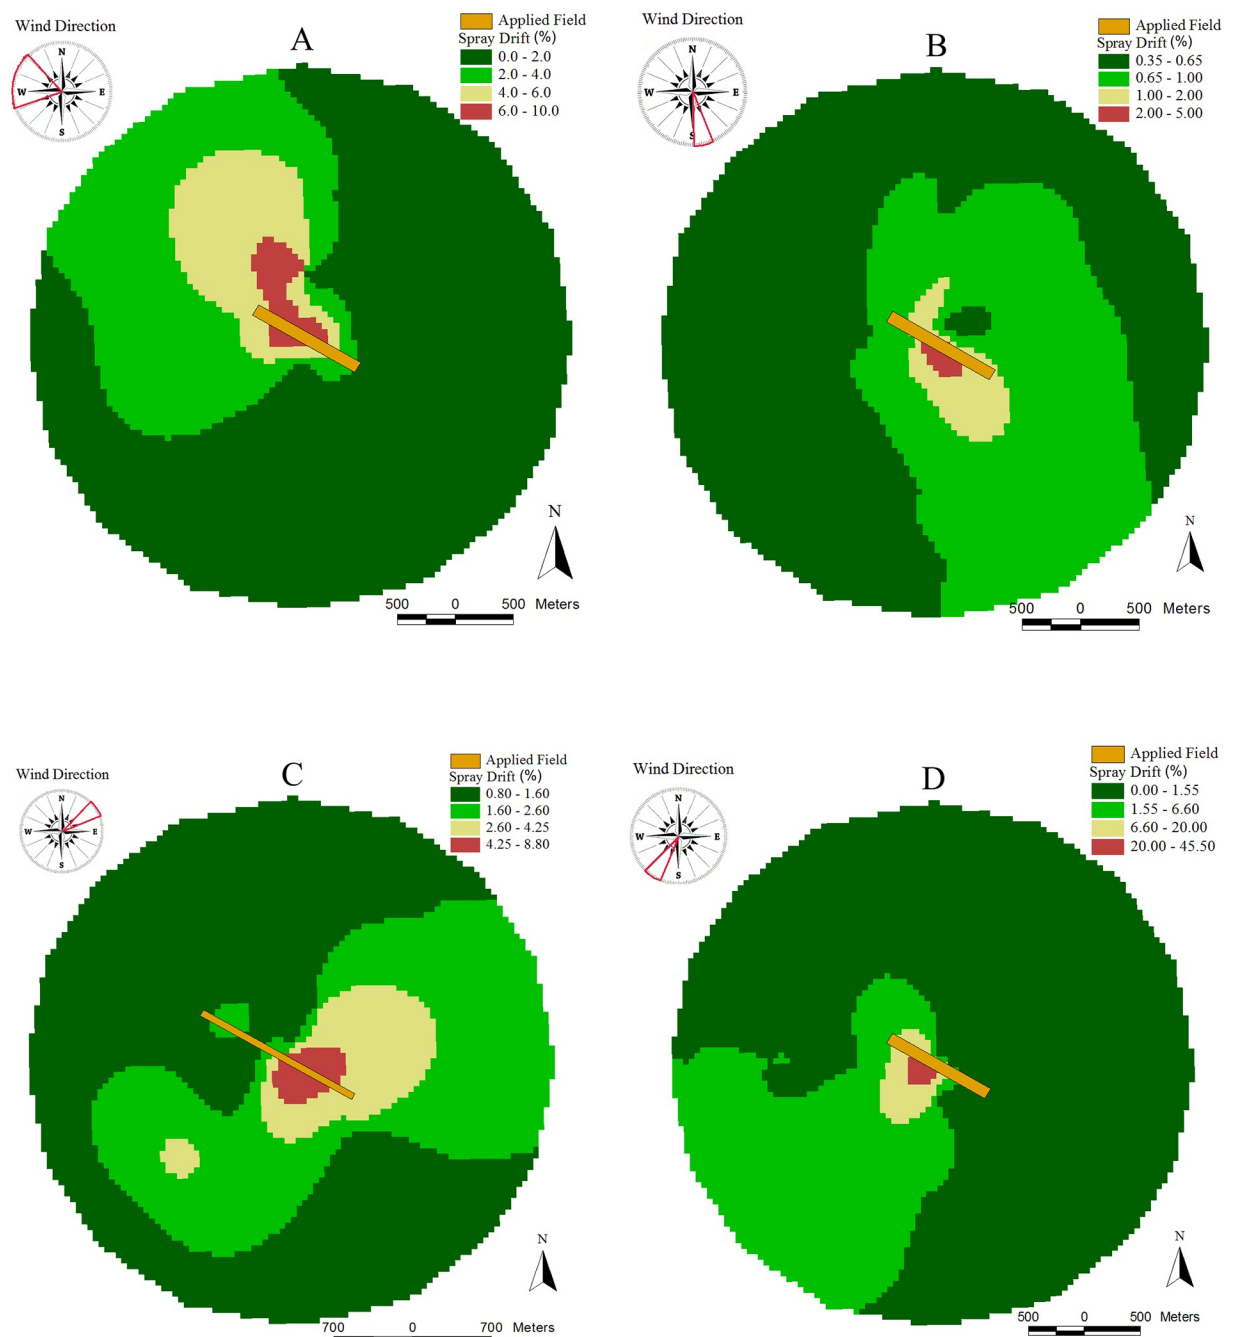 Wind Direction
N
W
E
S
A
Applied Field
Spray Drift (%)
0.0 - 2.0
2.0 - 4.0
4.0 - 6.0
6.0 - 10.0
N
500 0 500 Meters
Wind Direction
N
W
E
S
B
Applied Field
Spray Drift (%)
0.35 - 0.65
0.65 - 1.00
1.00 - 2.00
2.00 - 5.00
N
500 0 500 Meters
Wind Direction
N
W
E
S
C
Applied Field
Spray Drift (%)
0.80 - 1.60
1.60 - 2.60
2.60 - 4.25
4.25 - 8.80
N
700 0 700 Meters
Wind Direction
N
W
E
S
D
Applied Field
Spray Drift (%)
0.00 - 1.55
1.55 - 6.60
6.60 - 20.00
20.00 - 45.50
N
500 0 500 Meters